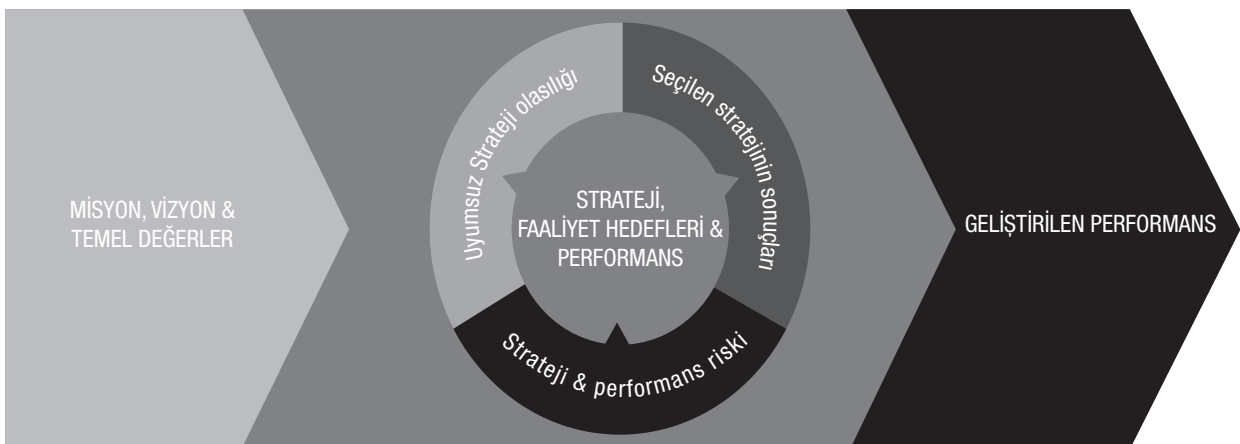 MİSYON, VİZYON &
TEMEL DEĞERLER
Uyumsuz Strateji olasılığı
Seçilen stratejinin sonuçları
STRATEJİ,
FAALİYET HEDEFLERİ &
PERFORMANS
Strateji & performans riski
GELİŞTİRİLEN PERFORMANS